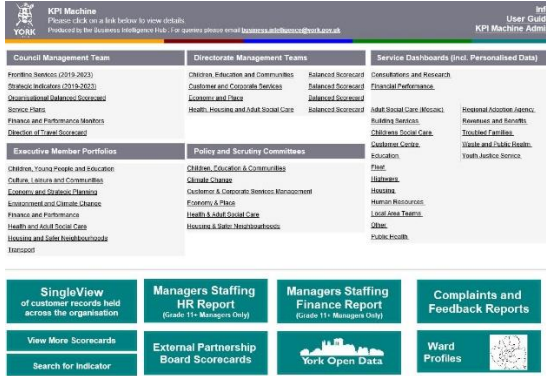 KPI Machine
Please click on a link below to view details.
Produced by the Business Intelligence Hub: For queries please email business.intelligence@york.gov.uk
YORK
Inf
User Guid
KPI Machine Admi
Council Management Team
Frontline Services (2019-2023)
Strategic Indicators (2019-2023)
Organisational Balanced Scorecard
Service Plans
Finance and Performance Monitors
Direction of Travel Scorecard
Directorate Management Teams
Children, Education and Communities Balanced Scorecard
Customer and Corporate Services Balanced Scorecard
Economy and Place Balanced Scorecard
Health, Housing and Adult Social Care Balanced Scorecard
Service Dashboards (incl. Personalised Data)
Consultations and Research
Financial Performance
Adult Social Care (Mosaic)
Building Services
Childrens Social Care
Customer Centre
Education
Fleet
Highways
Housing
Human Resources
Local Area Teams
Other
Public Health
Regional Adoption Agency
Revenues and Benefits
Troubled Families
Waste and Public Realm
Youth Justice Service
Executive Member Portfolios
Children, Young People and Education
Culture, Leisure and Communities
Economy and Strategic Planning
Environment and Climate Change
Finance and Performance
Health and Adult Social Care
Housing and Safer Neighbourhoods
Transport
Policy and Scrutiny Committees
Children, Education & Communities
Climate Change
Customer & Corporate Services Management
Economy & Place
Health & Adult Social Care
Housing & Safer Neighbourhoods
SingleView
of customer records held
across the organisation
Managers Staffing
HR Report
(Grade 11+ Managers Only)
Managers Staffing
Finance Report
(Grade 11+ Managers Only)
Complaints and
Feedback Reports
View More Scorecards
Search for Indicator
External Partnership
Board Scorecards
York Open Data
Ward
Profiles